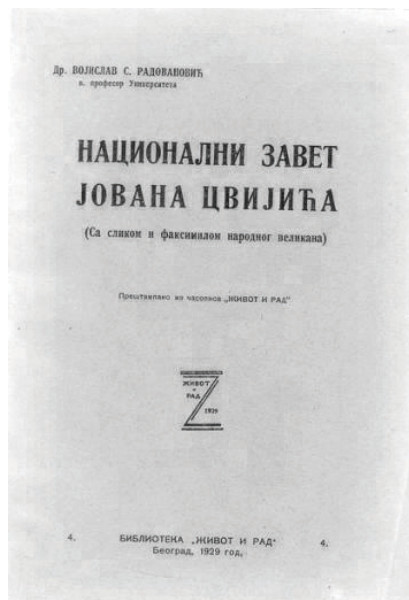 Др. ВОЈИСЛАВ С. РАДОВАНОВИЋ
в. професор Универзитета
НАЦИОНАЛНИ ЗАВЕТ
ЈОВАНА ЦВИЈИЋА
(Са сликом и факсимилом народног великана)
Прештампано из часописа „ЖИВОТ И РАД“
ЖИВОТ
и
РАД
1929
4. БИБЛИОТЕКА „ЖИВОТ И РАД“ 4.
Београд, 1929 год,